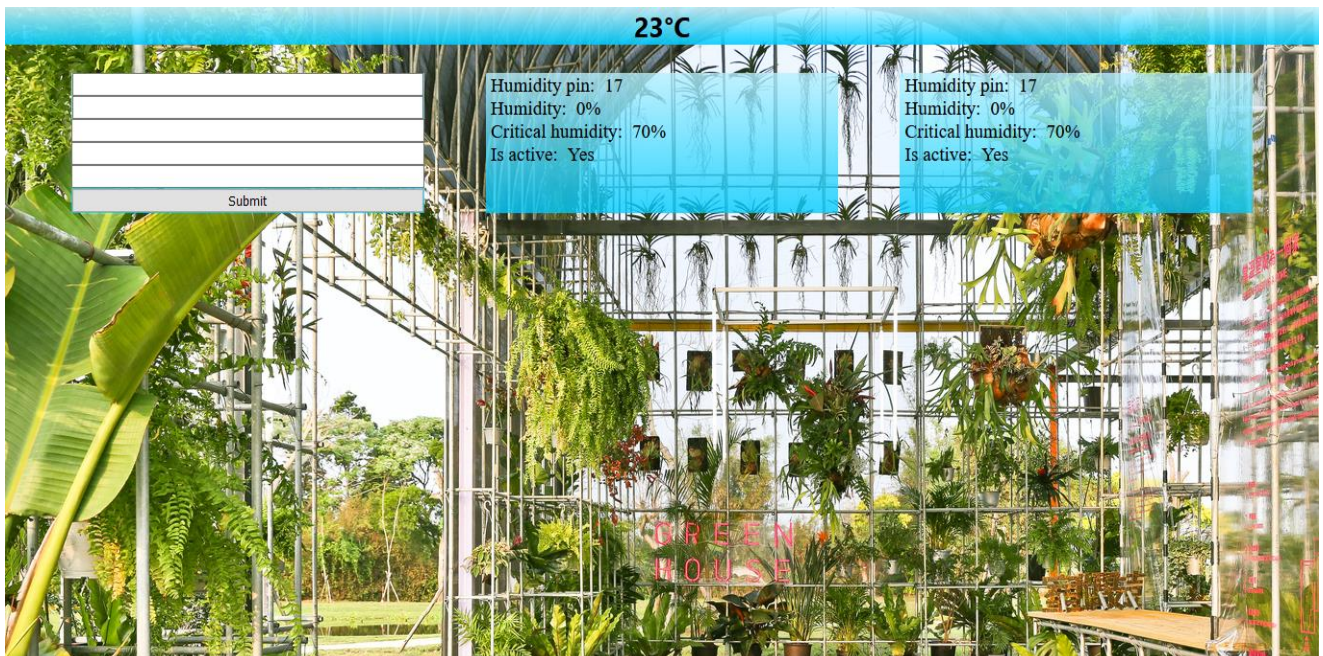 23°C
Submit
Humidity pin: 17
Humidity: 0%
Critical humidity: 70%
Is active: Yes
Humidity pin: 17
Humidity: 0%
Critical humidity: 70%
Is active: Yes
GREEN
HOUSE